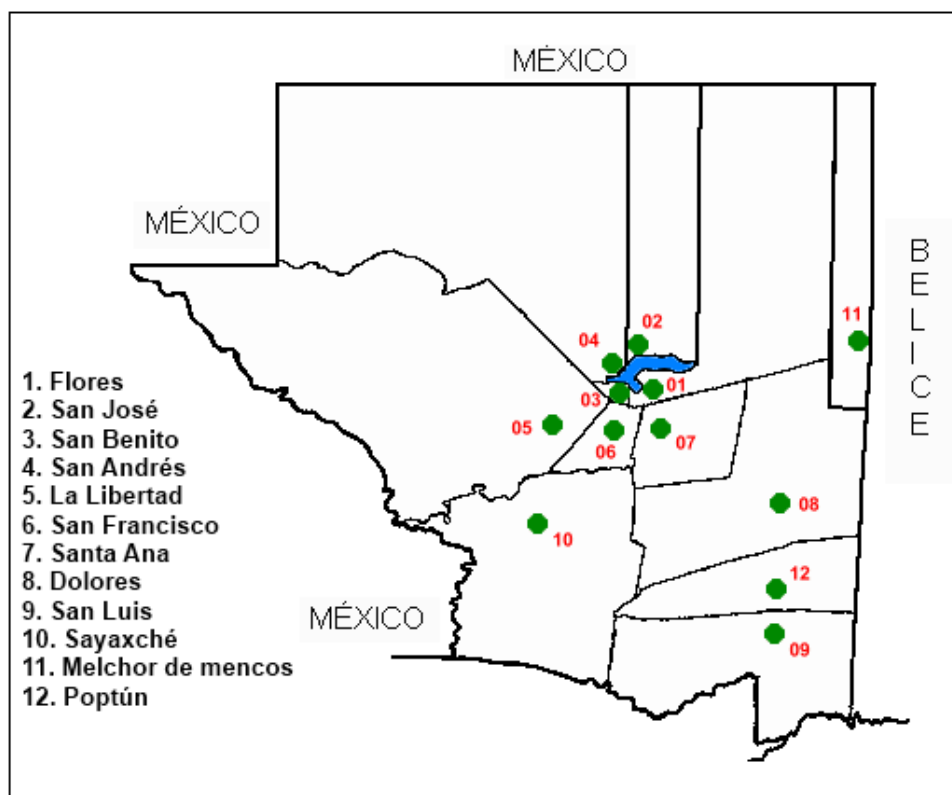 MÉXICO
MÉXICO
BELICE
02
11
04
01
03
05
06
07
08
10
12
MÉXICO
09
1. Flores
2. San José
3. San Benito
4. San Andrés
5. La Libertad
6. San Francisco
7. Santa Ana
8. Dolores
9. San Luis
10. Sayaxché
11. Melchor de mencos
12. Poptún